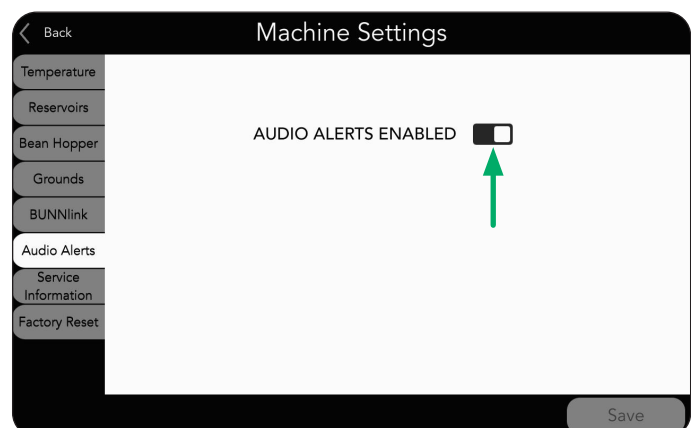 Back
Machine Settings
Temperature
Reservoirs
Bean Hopper
Grounds
BUNNlink
Audio Alerts
Service
Information
Factory Reset
AUDIO ALERTS ENABLED
Save